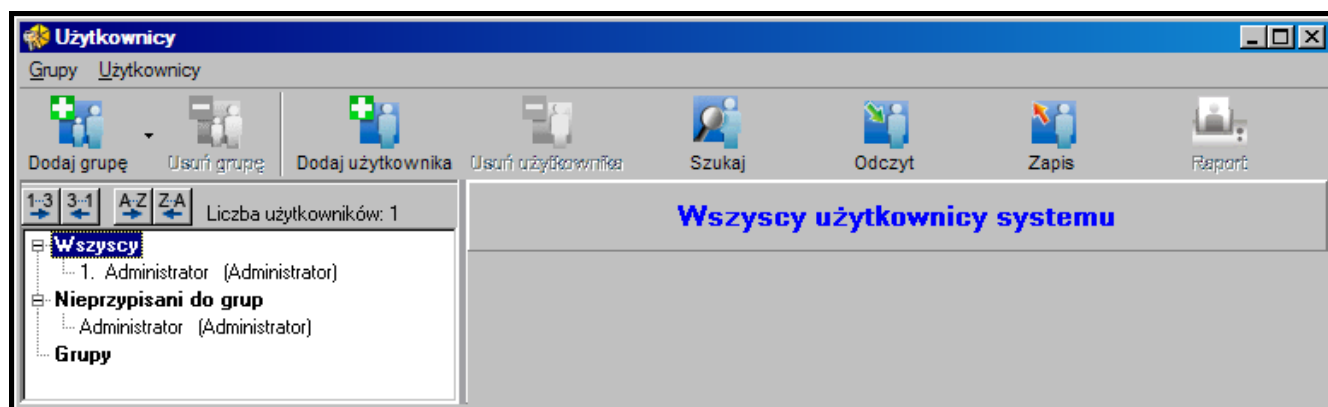 Użytkownicy
Grupy Użytkownicy
Dodaj grupę Usuń grupę Dodaj użytkownika Usuń użytkownika Szukaj Odczyt Zapis Raport
1··3 3··1 A·Z Z·A Liczba użytkowników: 1
Wszyscy użytkownicy systemu
Wszyscy
1. Administrator (Administrator)
Nieprzypisani do grup
Administrator (Administrator)
Grupy